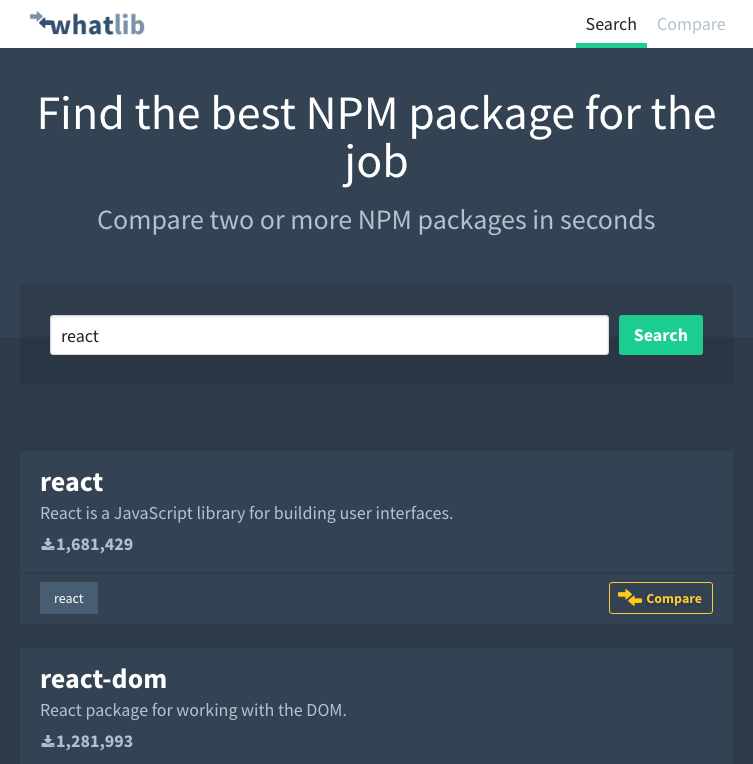 whatlib
Search Compare
Find the best NPM package for the
job
Compare two or more NPM packages in seconds
react
Search
react
React is a JavaScript library for building user interfaces.
1,681,429
react
Compare
react-dom
React package for working with the DOM.
1,281,993